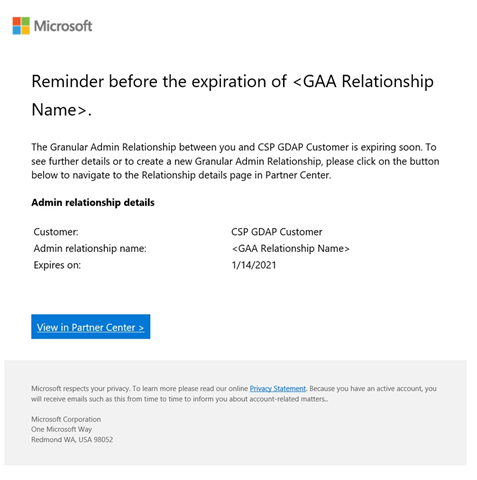 Microsoft
Reminder before the expiration of <GAA Relationship
Name>.
The Granular Admin Relationship between you and CSP GDAP Customer is expiring soon. To
see further details or to create a new Granular Admin Relationship, please click on the button
below to navigate to the Relationship details page in Partner Center.
Admin relationship details
Customer: CSP GDAP Customer
Admin relationship name: <GAA Relationship Name>
Expires on: 1/14/2021
View in Partner Center >
Microsoft respects your privacy. To learn more please read our online Privacy Statement. Because you have an active account, you
will receive emails such as this from time to time to inform you about account-related matters..
Microsoft Corporation
One Microsoft Way
Redmond WA, USA 98052